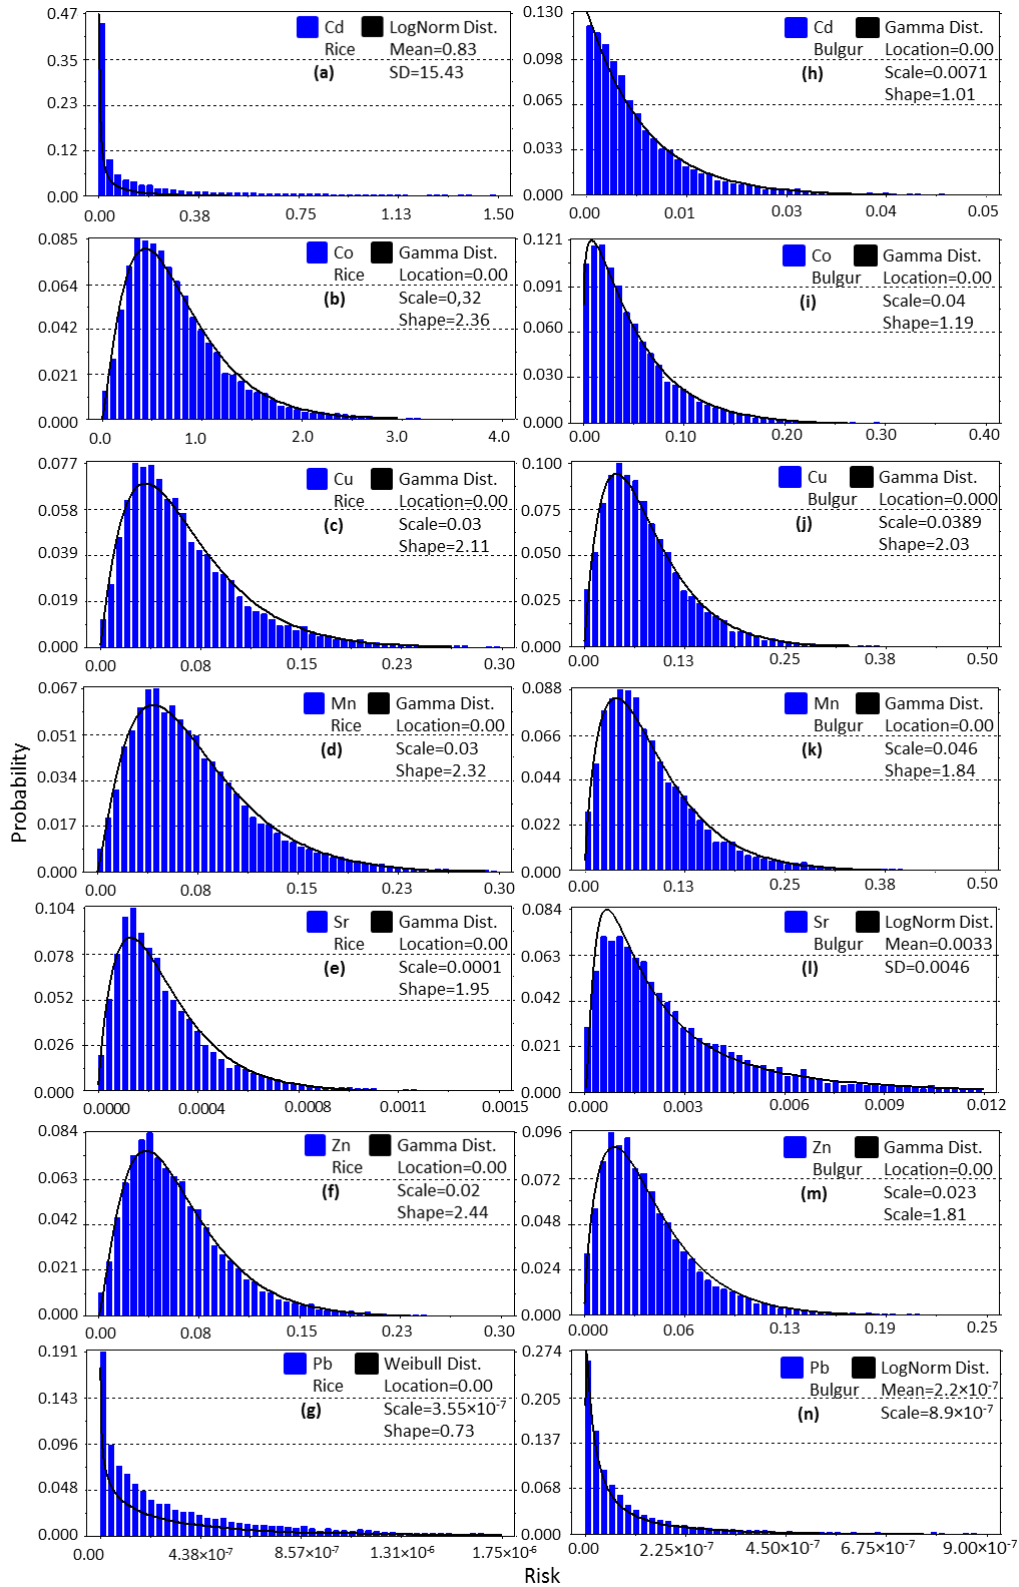 Probability
0.47
0.35
0.23
0.12
0.00
Cd LogNorm Dist.
Rice Mean=0.83
(a) SD=15.43
0.00 0.38 0.75 1.13 1.50
0.130
0.098
0.065
0.033
0.000
Cd Gamma Dist.
Bulgur Location=0.00
(h) Scale=0.0071
Shape=1.01
0.00 0.01 0.03 0.04 0.05
0.085
0.064
0.042
0.021
0.000
Co Gamma Dist.
Rice Location=0.00
(b) Scale=0,32
Shape=2.36
0.0 1.0 2.0 3.0 4.0
0.121
0.091
0.060
0.030
0.000
Co Gamma Dist.
Bulgur Location=0.00
(i) Scale=0.04
Shape=1.19
0.00 0.10 0.20 0.30 0.40
0.077
0.058
0.039
0.019
0.000
Cu Gamma Dist.
Rice Location=0.00
(c) Scale=0.03
Shape=2.11
0.00 0.08 0.15 0.23 0.30
0.100
0.075
0.050
0.025
0.000
Cu Gamma Dist.
Bulgur Location=0.000
(j) Scale=0.0389
Shape=2.03
0.00 0.13 0.25 0.38 0.50
0.067
0.051
0.034
0.017
0.000
Mn Gamma Dist.
Rice Location=0.00
(d) Scale=0.03
Shape=2.32
0.00 0.08 0.15 0.23 0.30
0.088
0.066
0.044
0.022
0.000
Mn Gamma Dist.
Bulgur Location=0.00
(k) Scale=0.046
Shape=1.84
0.00 0.13 0.25 0.38 0.50
0.104
0.078
0.052
0.026
0.000
Sr Gamma Dist.
Rice Location=0.00
(e) Scale=0.0001
Shape=1.95
0.0000 0.0004 0.0008 0.0011 0.0015
0.084
0.063
0.042
0.021
0.000
Sr LogNorm Dist.
Bulgur Mean=0.0033
(l) SD=0.0046
0.000 0.003 0.006 0.009 0.012
0.084
0.063
0.042
0.021
0.000
Zn Gamma Dist.
Rice Location=0.00
(f) Scale=0.02
Shape=2.44
0.00 0.08 0.15 0.23 0.30
0.096
0.072
0.048
0.024
0.000
Zn Gamma Dist.
Bulgur Location=0.00
(m) Scale=0.023
Scale=1.81
0.000 0.06 0.13 0.19 0.25
0.191
0.143
0.096
0.048
0.000
Pb Weibull Dist.
Rice Location=0.00
(g) Scale=3.55×10⁻⁷
Shape=0.73
0.00 4.38×10⁻⁷ 8.57×10⁻⁷ 1.31×10⁻⁶ 1.75×10⁻⁶
0.274
0.205
0.137
0.068
0.000
Pb LogNorm Dist.
Bulgur Mean=2.2×10⁻⁷
(n) Scale=8.9×10⁻⁷
0.00 2.25×10⁻⁷ 4.50×10⁻⁷ 6.75×10⁻⁷ 9.00×10⁻⁷
Risk